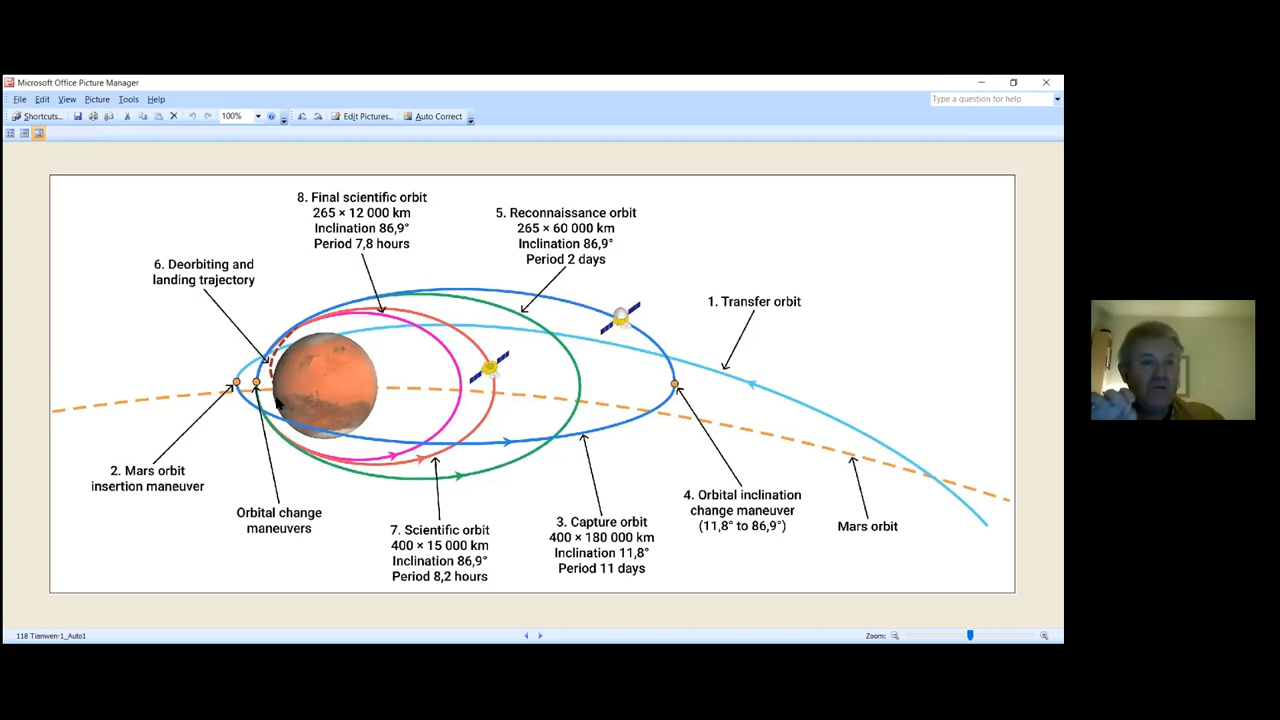 Microsoft Office Picture Manager
File Edit View Picture Tools Help
Type a question for help
Shortcuts...
100%
Edit Pictures...
Auto Correct
8. Final scientific orbit
265 × 12 000 km
Inclination 86,9°
Period 7,8 hours
5. Reconnaissance orbit
265 × 60 000 km
Inclination 86,9°
Period 2 days
6. Deorbiting and
landing trajectory
1. Transfer orbit
2. Mars orbit
insertion maneuver
Orbital change
maneuvers
7. Scientific orbit
400 × 15 000 km
Inclination 86,9°
Period 8,2 hours
3. Capture orbit
400 × 180 000 km
Inclination 11,8°
Period 11 days
4. Orbital inclination
change maneuver
(11,8° to 86,9°)
Mars orbit
118 Tianwen-1_Auto1
Zoom: